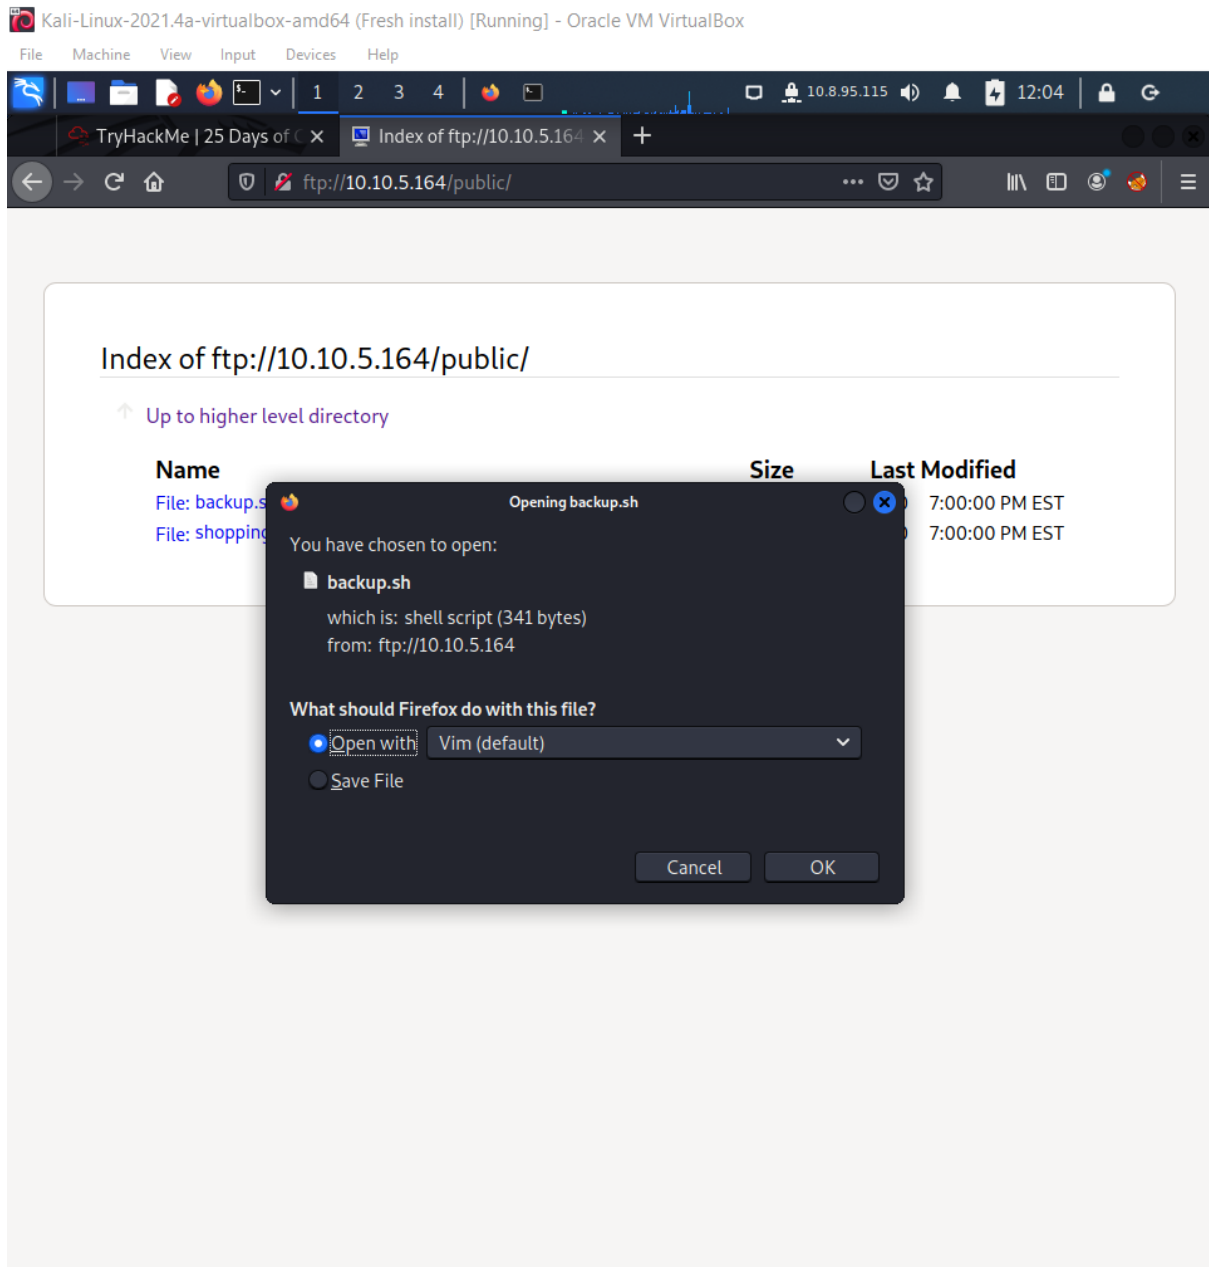 Kali-Linux-2021.4a-virtualbox-amd64 (Fresh install) [Running] - Oracle VM VirtualBox
File Machine View Input Devices Help
1 2 3 4 10.8.95.115 12:04
TryHackMe | 25 Days of C Index of ftp://10.10.5.164
ftp://10.10.5.164/public/
Index of ftp://10.10.5.164/public/
Up to higher level directory
Name Size Last Modified
File: backup.s 7:00:00 PM EST
File: shopping 7:00:00 PM EST
Opening backup.sh
You have chosen to open:
backup.sh
which is: shell script (341 bytes)
from: ftp://10.10.5.164
What should Firefox do with this file?
Open with Vim (default)
Save File
Cancel OK